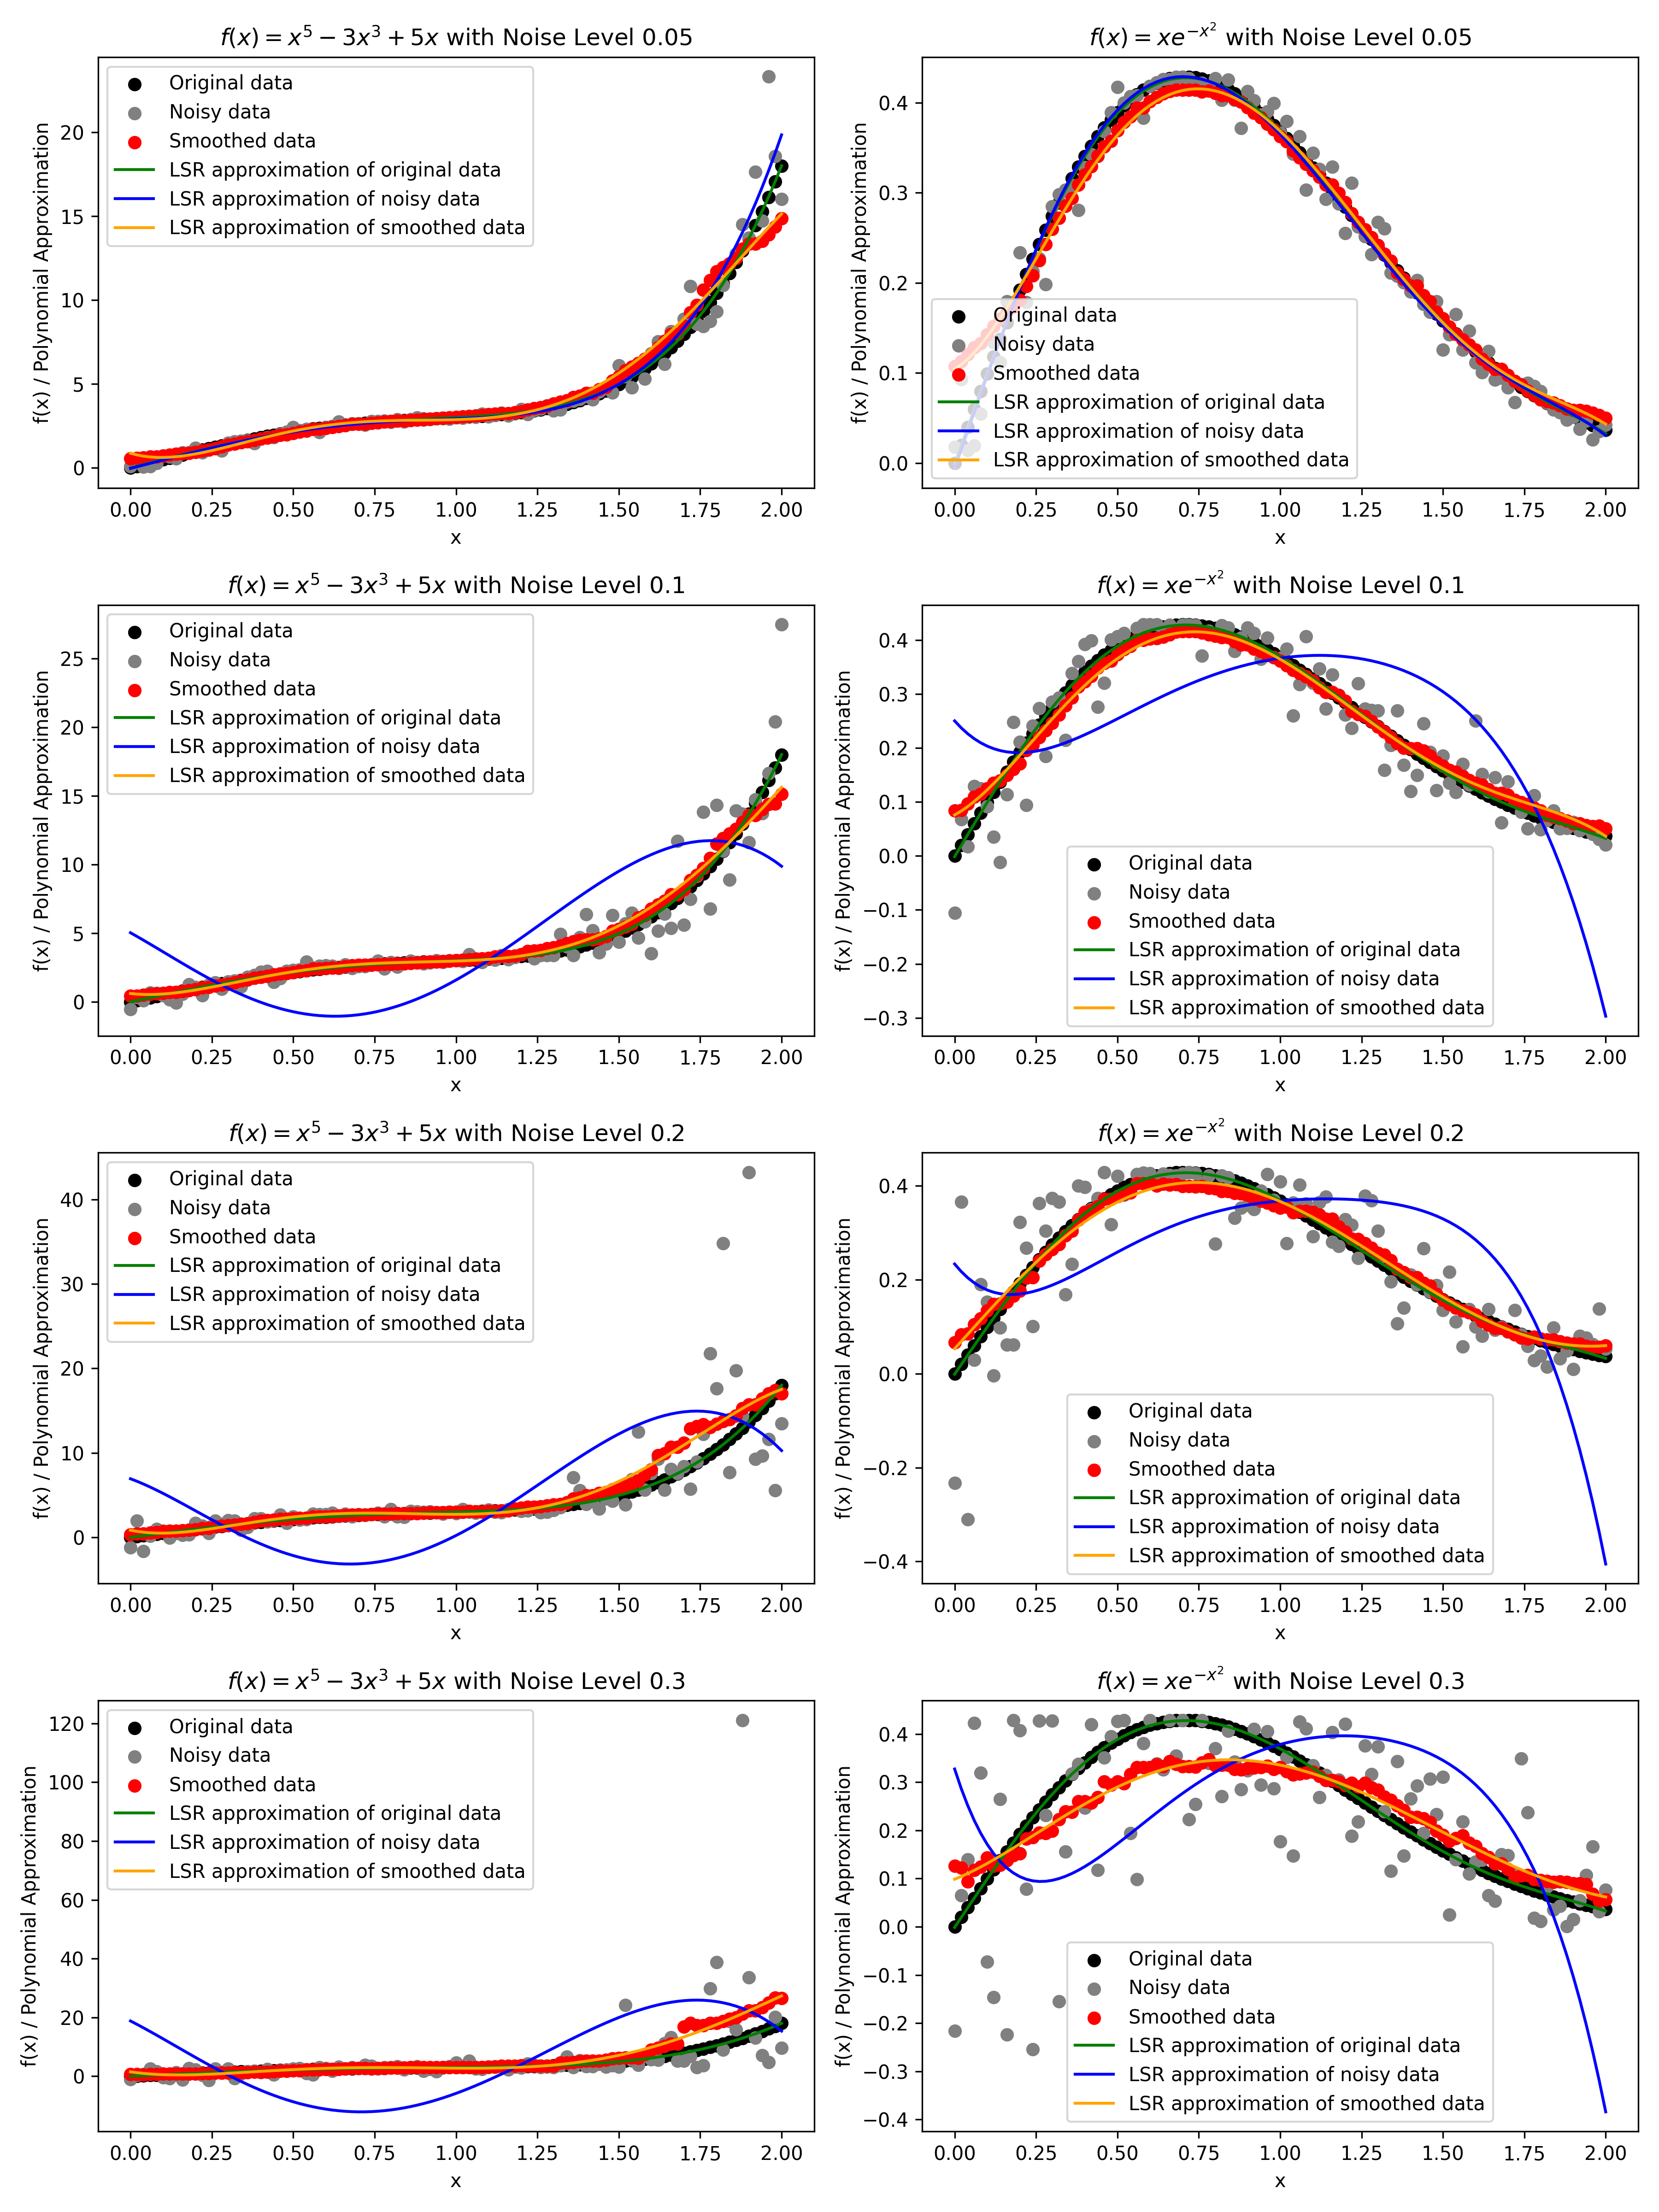 f(x) = x⁵ − 3x³ + 5x with Noise Level 0.05
f(x) / Polynomial Approximation
20
15
10
5
0
Original data
Noisy data
Smoothed data
LSR approximation of original data
LSR approximation of noisy data
LSR approximation of smoothed data
0.00 0.25 0.50 0.75 1.00 1.25 1.50 1.75 2.00
x
f(x) = xe^{−x²} with Noise Level 0.05
f(x) / Polynomial Approximation
0.4
0.3
0.2
0.1
0.0
Original data
Noisy data
Smoothed data
LSR approximation of original data
LSR approximation of noisy data
LSR approximation of smoothed data
0.00 0.25 0.50 0.75 1.00 1.25 1.50 1.75 2.00
x
f(x) = x⁵ − 3x³ + 5x with Noise Level 0.1
f(x) / Polynomial Approximation
25
20
15
10
5
0
Original data
Noisy data
Smoothed data
LSR approximation of original data
LSR approximation of noisy data
LSR approximation of smoothed data
0.00 0.25 0.50 0.75 1.00 1.25 1.50 1.75 2.00
x
f(x) = xe^{−x²} with Noise Level 0.1
f(x) / Polynomial Approximation
0.4
0.3
0.2
0.1
0.0
−0.1
−0.2
−0.3
Original data
Noisy data
Smoothed data
LSR approximation of original data
LSR approximation of noisy data
LSR approximation of smoothed data
0.00 0.25 0.50 0.75 1.00 1.25 1.50 1.75 2.00
x
f(x) = x⁵ − 3x³ + 5x with Noise Level 0.2
f(x) / Polynomial Approximation
40
30
20
10
0
Original data
Noisy data
Smoothed data
LSR approximation of original data
LSR approximation of noisy data
LSR approximation of smoothed data
0.00 0.25 0.50 0.75 1.00 1.25 1.50 1.75 2.00
x
f(x) = xe^{−x²} with Noise Level 0.2
f(x) / Polynomial Approximation
0.4
0.2
0.0
−0.2
−0.4
Original data
Noisy data
Smoothed data
LSR approximation of original data
LSR approximation of noisy data
LSR approximation of smoothed data
0.00 0.25 0.50 0.75 1.00 1.25 1.50 1.75 2.00
x
f(x) = x⁵ − 3x³ + 5x with Noise Level 0.3
f(x) / Polynomial Approximation
120
100
80
60
40
20
0
Original data
Noisy data
Smoothed data
LSR approximation of original data
LSR approximation of noisy data
LSR approximation of smoothed data
0.00 0.25 0.50 0.75 1.00 1.25 1.50 1.75 2.00
x
f(x) = xe^{−x²} with Noise Level 0.3
f(x) / Polynomial Approximation
0.4
0.3
0.2
0.1
0.0
−0.1
−0.2
−0.3
−0.4
Original data
Noisy data
Smoothed data
LSR approximation of original data
LSR approximation of noisy data
LSR approximation of smoothed data
0.00 0.25 0.50 0.75 1.00 1.25 1.50 1.75 2.00
x